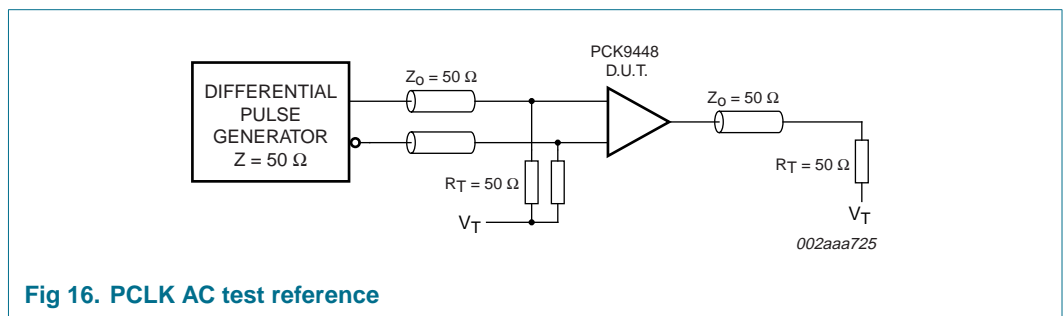 PCK9448
D.U.T.
DIFFERENTIAL
PULSE
GENERATOR
Z = 50 Ω
ZO = 50 Ω
RT = 50 Ω
VT
ZO = 50 Ω
RT = 50 Ω
VT
002aaa725
Fig 16. PCLK AC test reference